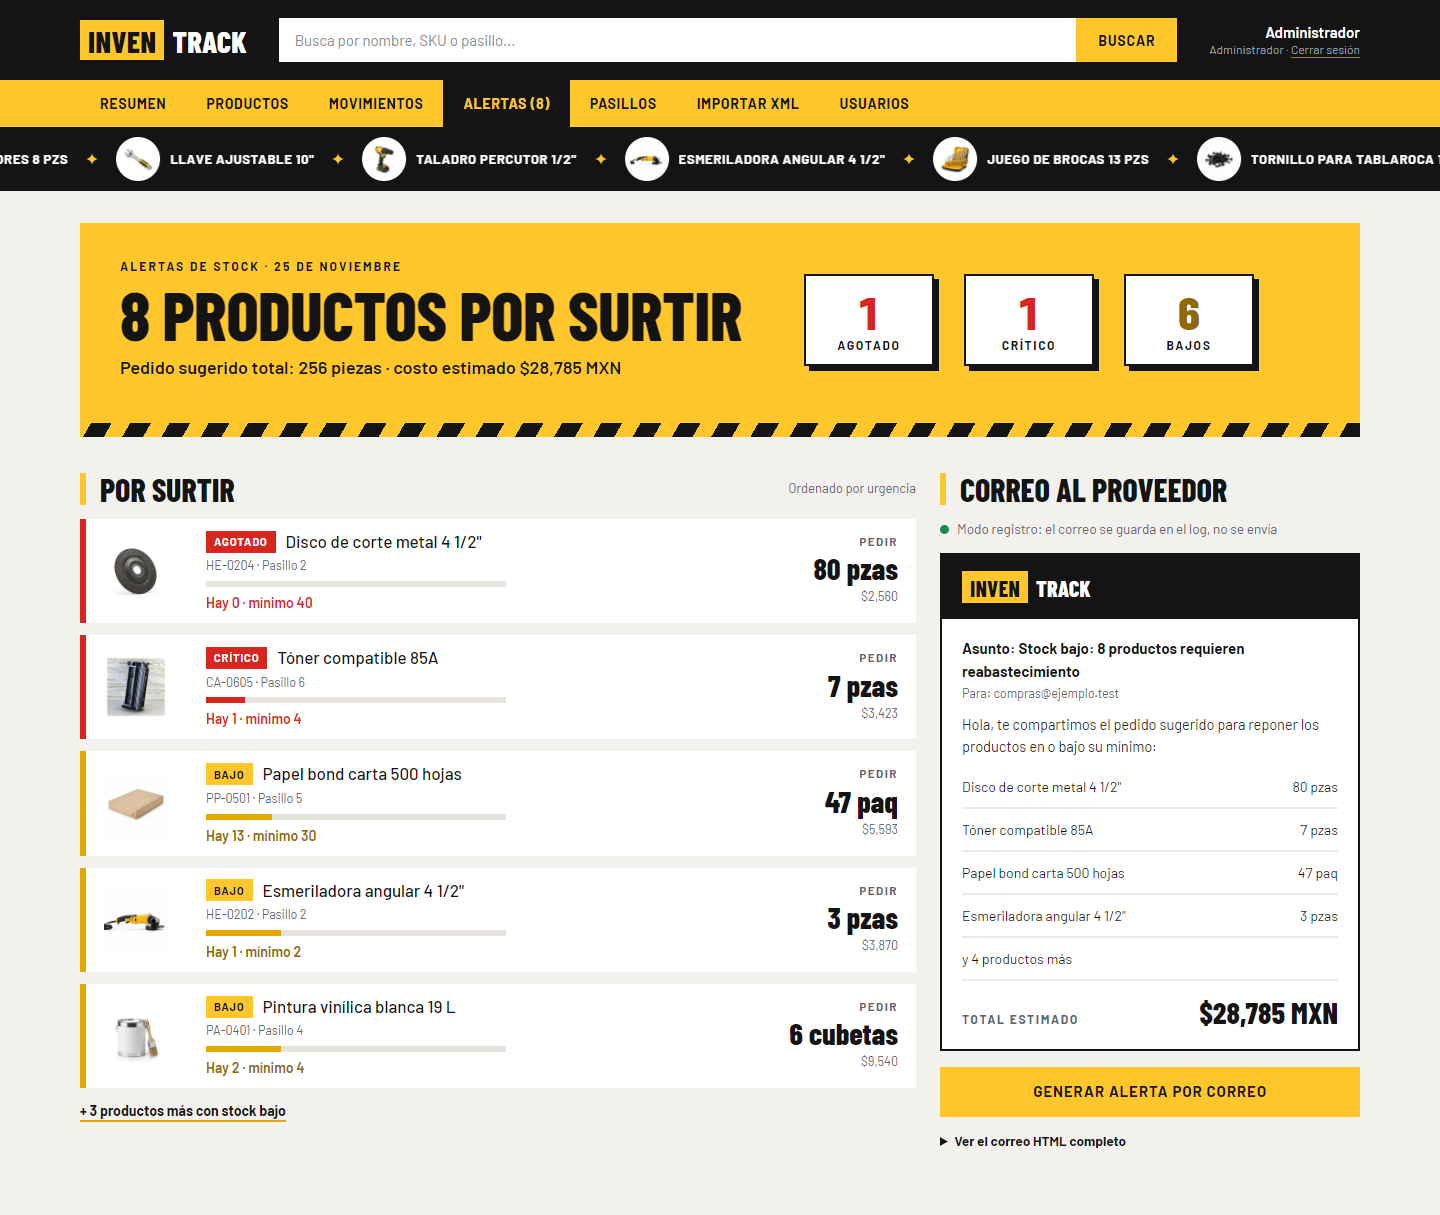 INVEN TRACK
Busca por nombre, SKU o pasillo...
BUSCAR
Administrador
Administrador · Cerrar sesión
RESUMEN PRODUCTOS MOVIMIENTOS ALERTAS (8) PASILLOS IMPORTAR XML USUARIOS
ORES 8 PZS ✦ LLAVE AJUSTABLE 10" ✦ TALADRO PERCUTOR 1/2" ✦ ESMERILADORA ANGULAR 4 1/2" ✦ JUEGO DE BROCAS 13 PZS ✦ TORNILLO PARA TABLAROCA 1
ALERTAS DE STOCK · 25 DE NOVIEMBRE
8 PRODUCTOS POR SURTIR
Pedido sugerido total: 256 piezas · costo estimado $28,785 MXN
1
AGOTADO
1
CRÍTICO
6
BAJOS
POR SURTIR
Ordenado por urgencia
AGOTADO Disco de corte metal 4 1/2"
HE-0204 · Pasillo 2
Hay 0 · mínimo 40
PEDIR
80 pzas
$2,560
CRÍTICO Tóner compatible 85A
CA-0605 · Pasillo 6
Hay 1 · mínimo 4
PEDIR
7 pzas
$3,423
BAJO Papel bond carta 500 hojas
PP-0501 · Pasillo 5
Hay 13 · mínimo 30
PEDIR
47 paq
$5,593
BAJO Esmeriladora angular 4 1/2"
HE-0202 · Pasillo 2
Hay 1 · mínimo 2
PEDIR
3 pzas
$3,870
BAJO Pintura vinílica blanca 19 L
PA-0401 · Pasillo 4
Hay 2 · mínimo 4
PEDIR
6 cubetas
$9,540
+ 3 productos más con stock bajo
CORREO AL PROVEEDOR
Modo registro: el correo se guarda en el log, no se envía
INVEN TRACK
Asunto: Stock bajo: 8 productos requieren
reabastecimiento
Para: compras@ejemplo.test
Hola, te compartimos el pedido sugerido para reponer los
productos en o bajo su mínimo:
Disco de corte metal 4 1/2" 80 pzas
Tóner compatible 85A 7 pzas
Papel bond carta 500 hojas 47 paq
Esmeriladora angular 4 1/2" 3 pzas
y 4 productos más
TOTAL ESTIMADO $28,785 MXN
GENERAR ALERTA POR CORREO
▶ Ver el correo HTML completo